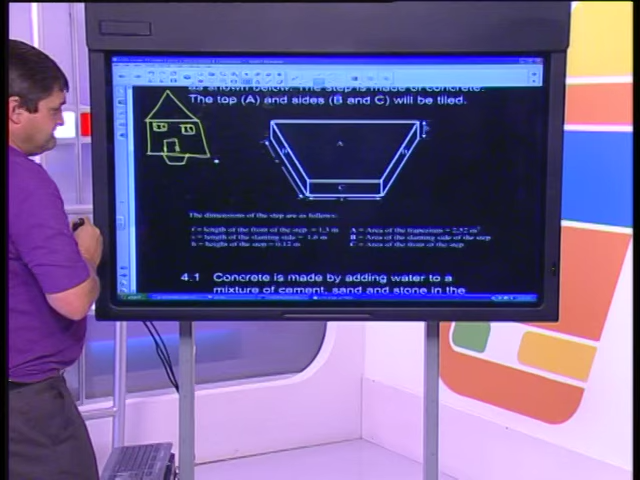 as shown below. The step is made of concrete.
The top (A) and sides (B and C) will be tiled.
A
B
B
C
The dimensions of the step are as follows:
f = length of the front of the step = 1,3 m
s = length of the slanting side = 1,6 m
h = height of the step = 0,12 m
A = Area of the trapezium = 2,52 m²
B = Area of the slanting side of the step
C = Area of the front of the step
4.1 Concrete is made by adding water to a
mixture of cement, sand and stone in the